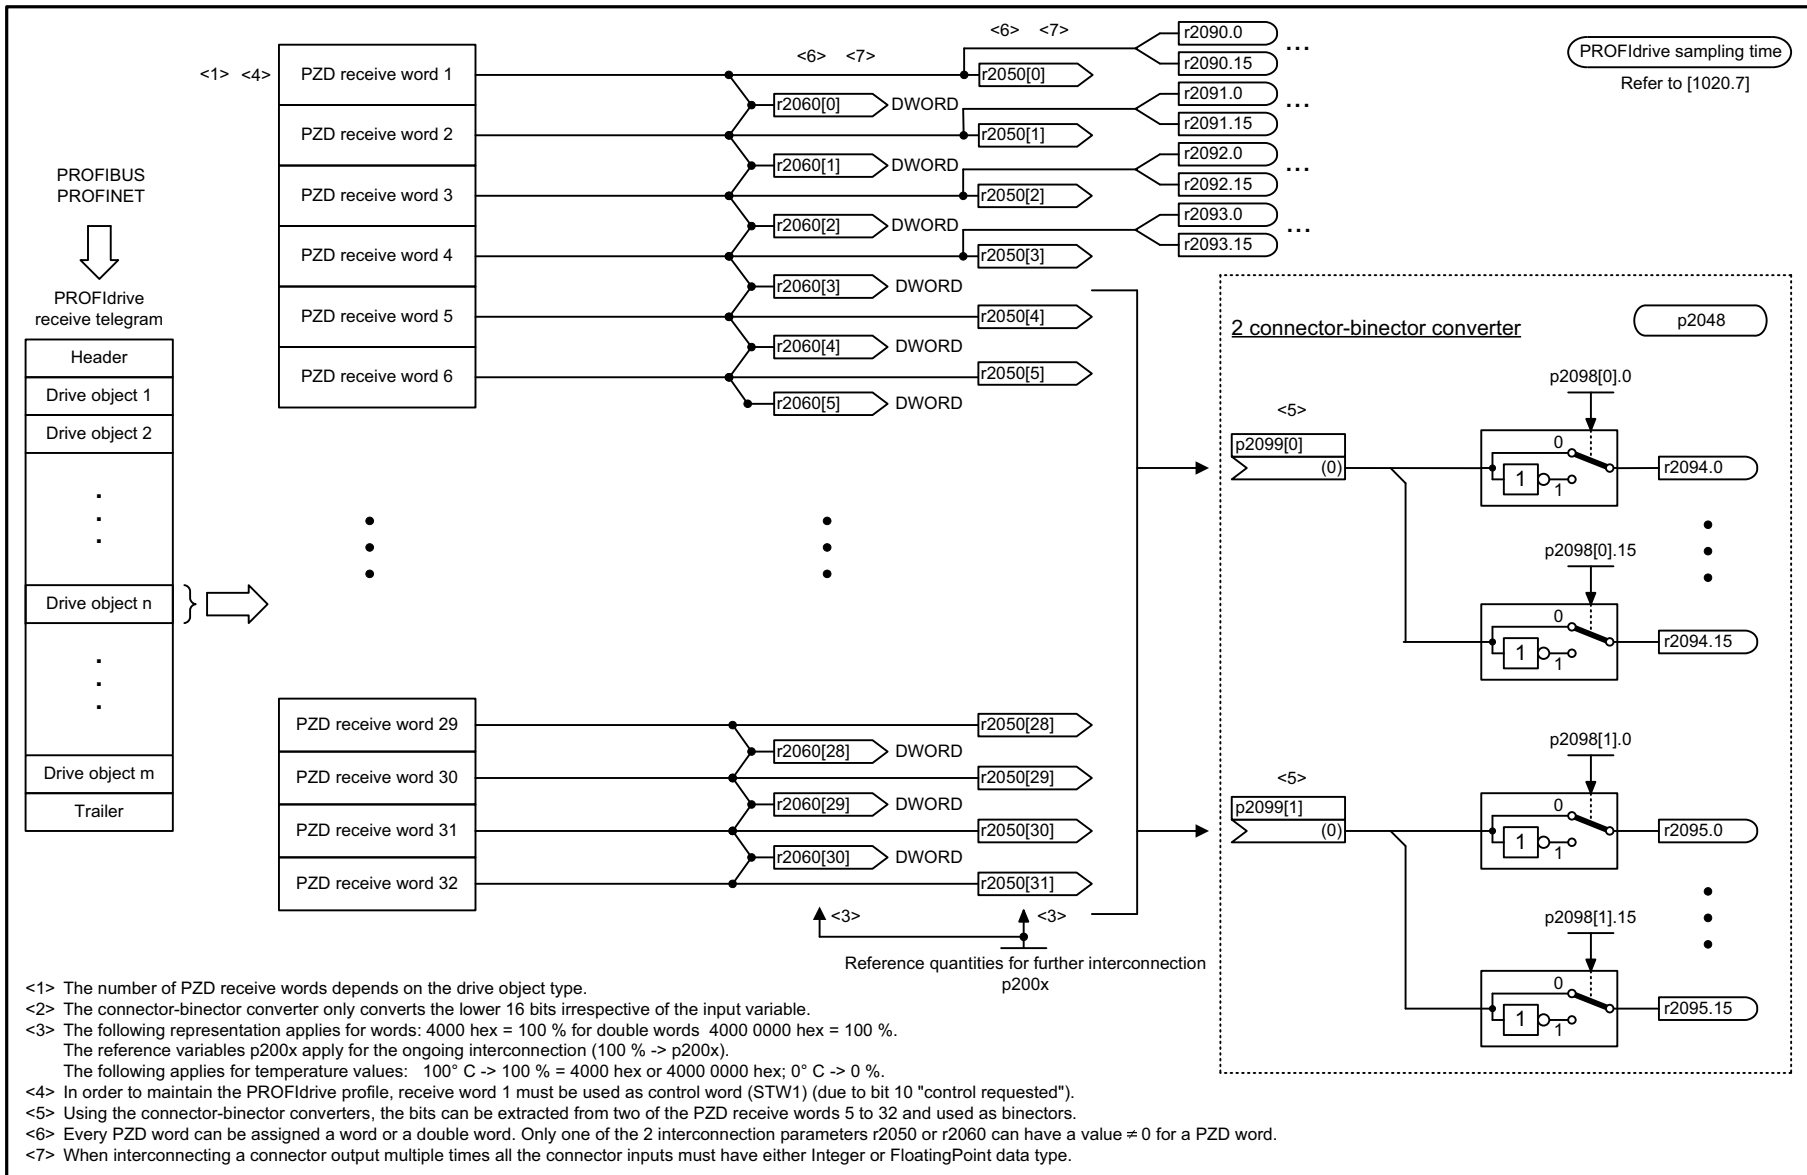 <6> <7>
r2090.0
...
PROFIdrive sampling time
Refer to [1020.7]
<1> <4>
PZD receive word 1
<6> <7>
r2050[0]
r2090.15
r2060[0] DWORD
r2091.0
...
PZD receive word 2
r2050[1]
r2091.15
r2060[1] DWORD
r2092.0
...
PZD receive word 3
r2050[2]
r2092.15
r2060[2] DWORD
r2093.0
...
PZD receive word 4
r2050[3]
r2093.15
r2060[3] DWORD
PZD receive word 5
r2050[4]
r2060[4] DWORD
PZD receive word 6
r2050[5]
r2060[5] DWORD
PROFIBUS
PROFINET
PROFIdrive
receive telegram
Header
Drive object 1
Drive object 2
.
.
.
Drive object n
.
.
.
Drive object m
Trailer
PZD receive word 29
r2050[28]
r2060[28] DWORD
PZD receive word 30
r2050[29]
r2060[29] DWORD
PZD receive word 31
r2050[30]
r2060[30] DWORD
PZD receive word 32
r2050[31]
<3>
<3>
Reference quantities for further interconnection
p200x
2 connector-binector converter
p2048
<5>
p2099[0]
(0)
p2098[0].0
0
1
1
r2094.0
p2098[0].15
0
1
1
r2094.15
<5>
p2099[1]
(0)
p2098[1].0
0
1
1
r2095.0
p2098[1].15
0
1
1
r2095.15
<1> The number of PZD receive words depends on the drive object type.
<2> The connector-binector converter only converts the lower 16 bits irrespective of the input variable.
<3> The following representation applies for words: 4000 hex = 100 % for double words 4000 0000 hex = 100 %.
The reference variables p200x apply for the ongoing interconnection (100 % -> p200x).
The following applies for temperature values: 100° C -> 100 % = 4000 hex or 4000 0000 hex; 0° C -> 0 %.
<4> In order to maintain the PROFIdrive profile, receive word 1 must be used as control word (STW1) (due to bit 10 "control requested").
<5> Using the connector-binector converters, the bits can be extracted from two of the PZD receive words 5 to 32 and used as binectors.
<6> Every PZD word can be assigned a word or a double word. Only one of the 2 interconnection parameters r2050 or r2060 can have a value ≠ 0 for a PZD word.
<7> When interconnecting a connector output multiple times all the connector inputs must have either Integer or FloatingPoint data type.